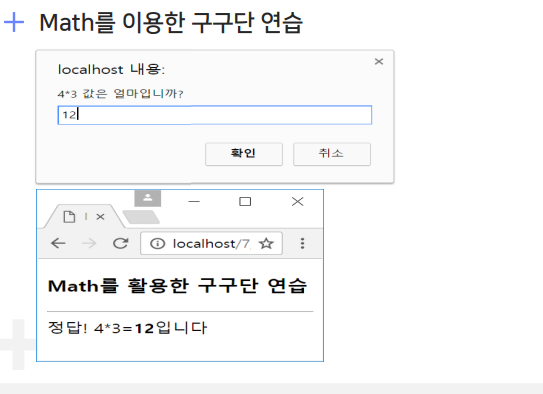 Math를 이용한 구구단 연습
localhost 내용:
4*3 값은 얼마입니까?
12
확인 취소
localhost/7
Math를 활용한 구구단 연습
정답! 4*3=12입니다